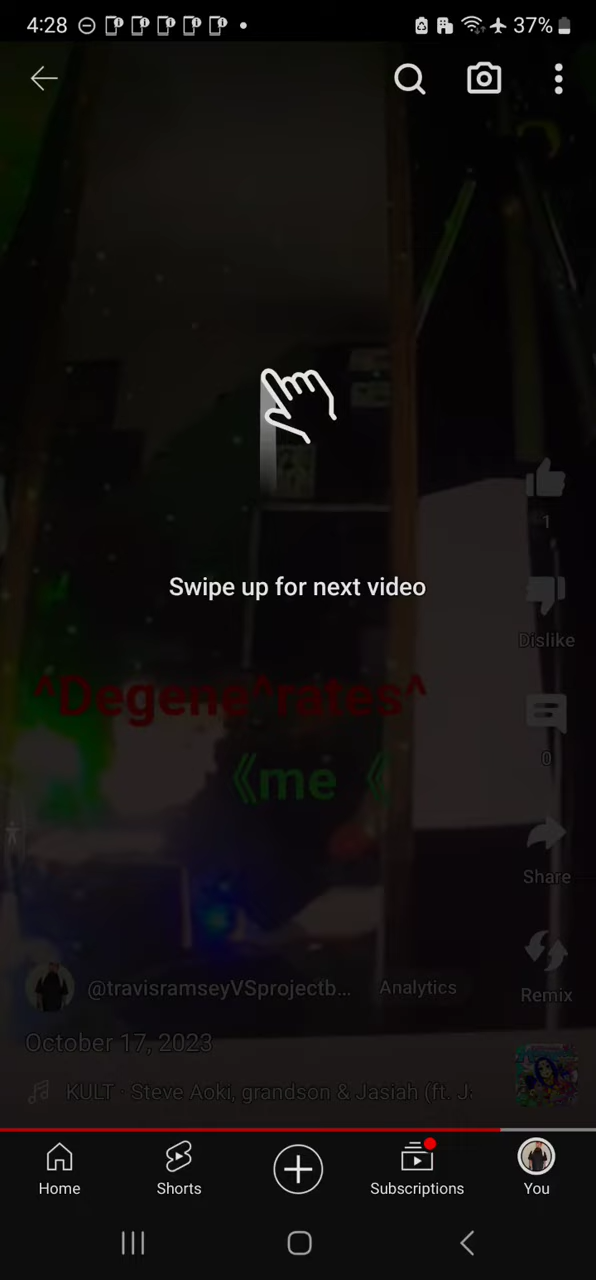 4:28
37%
Swipe up for next video
1
Dislike
^Degene^rates^
《me 《
0
Share
@travisramseyVSprojectb...
Analytics
Remix
October 17, 2023
KULT · Steve Aoki, grandson & Jasiah (ft. Ja
Home
Shorts
Subscriptions
You